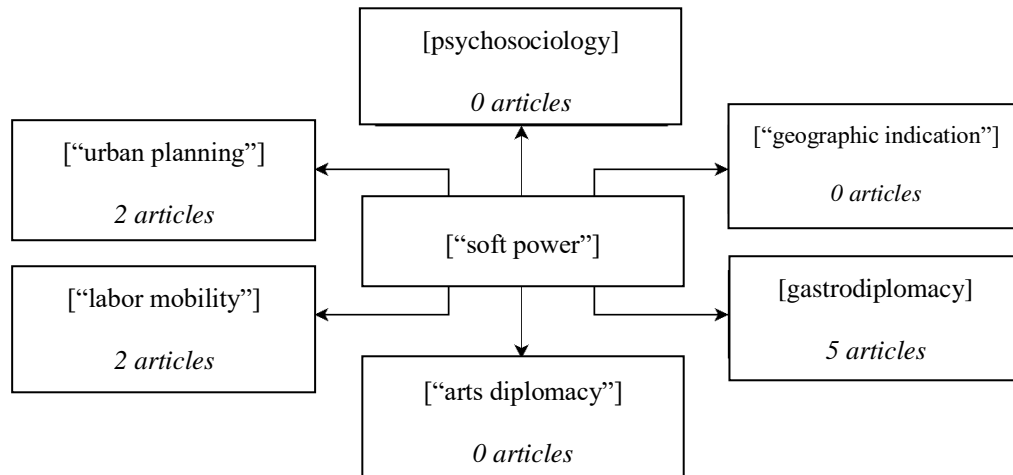 [psychosociology]
0 articles
[“urban planning”]
2 articles
[“geographic indication”]
0 articles
[“soft power”]
[“labor mobility”]
2 articles
[gastrodiplomacy]
5 articles
[“arts diplomacy”]
0 articles